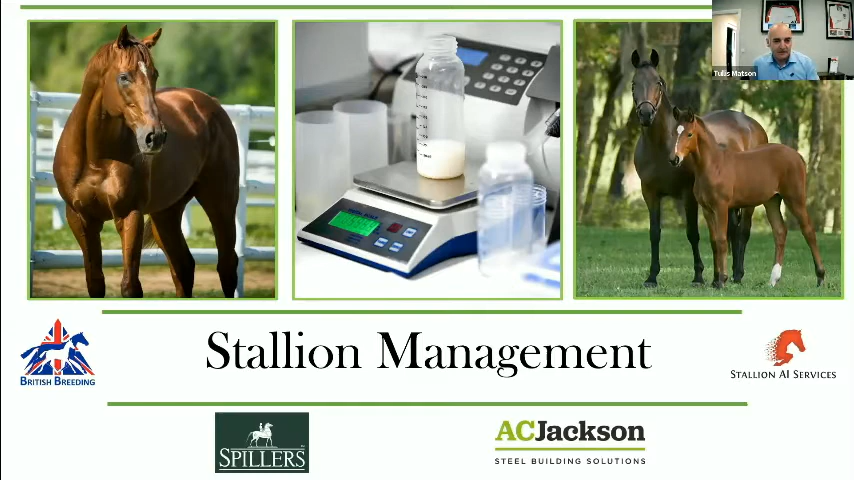 Tullis Matson
Stallion Management
BRITISH BREEDING
STALLION AI SERVICES
SPILLERS
ACJackson
STEEL BUILDING SOLUTIONS